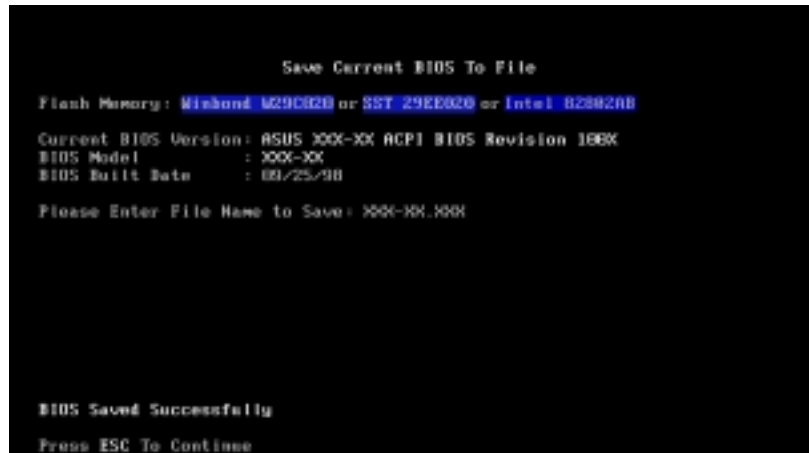 Save Current BIOS To File
Flash Memory: Winbond W29C020 or SST 29EE020 or Intel 82802AB
Current BIOS Version: ASUS XXX-XX ACPI BIOS Revision 100X
BIOS Model : XXX-XX
BIOS Built Date : 09/25/98
Please Enter File Name to Save: XXX-XX.XXX
BIOS Saved Successfully
Press ESC To Continue